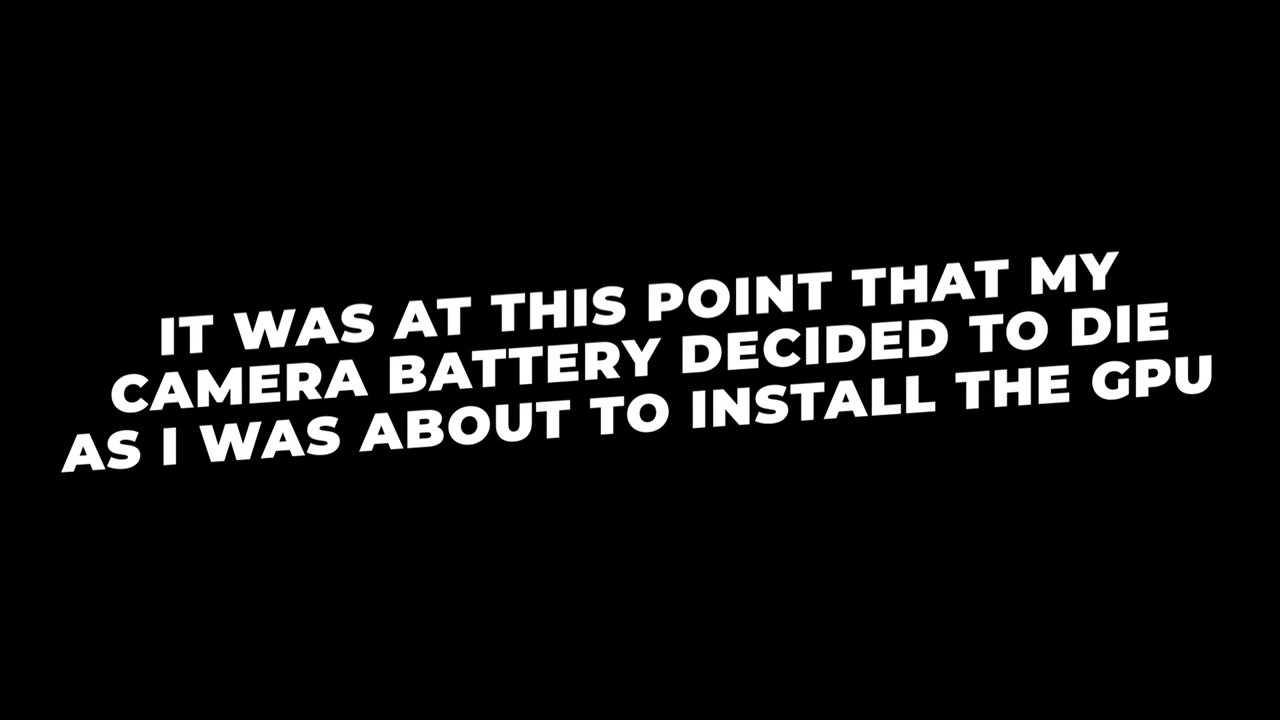 IT WAS AT THIS POINT THAT MY
CAMERA BATTERY DECIDED TO DIE
AS I WAS ABOUT TO INSTALL THE GPU